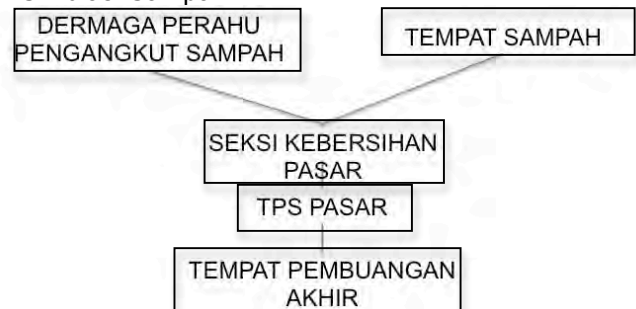 DERMAGA PERAHU
PENGANGKUT SAMPAH
TEMPAT SAMPAH
SEKSI KEBERSIHAN
PASAR
TPS PASAR
TEMPAT PEMBUANGAN
AKHIR